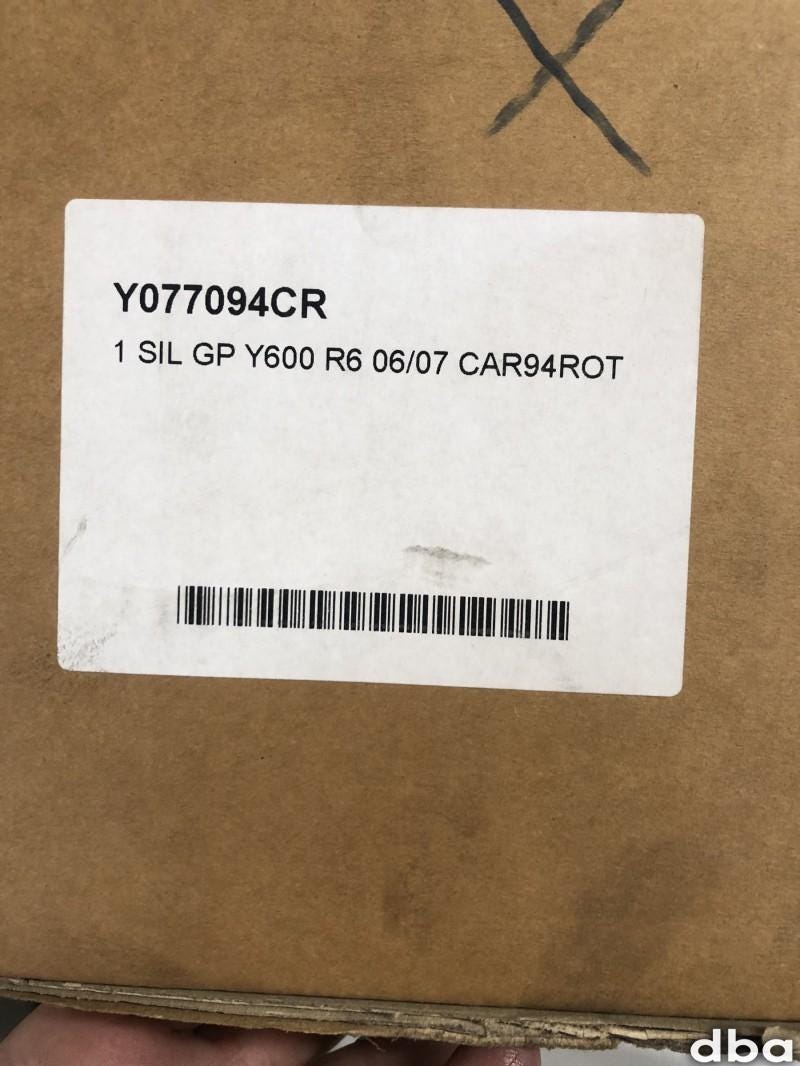 Y077094CR
1 SIL GP Y600 R6 06/07 CAR94ROT
dba